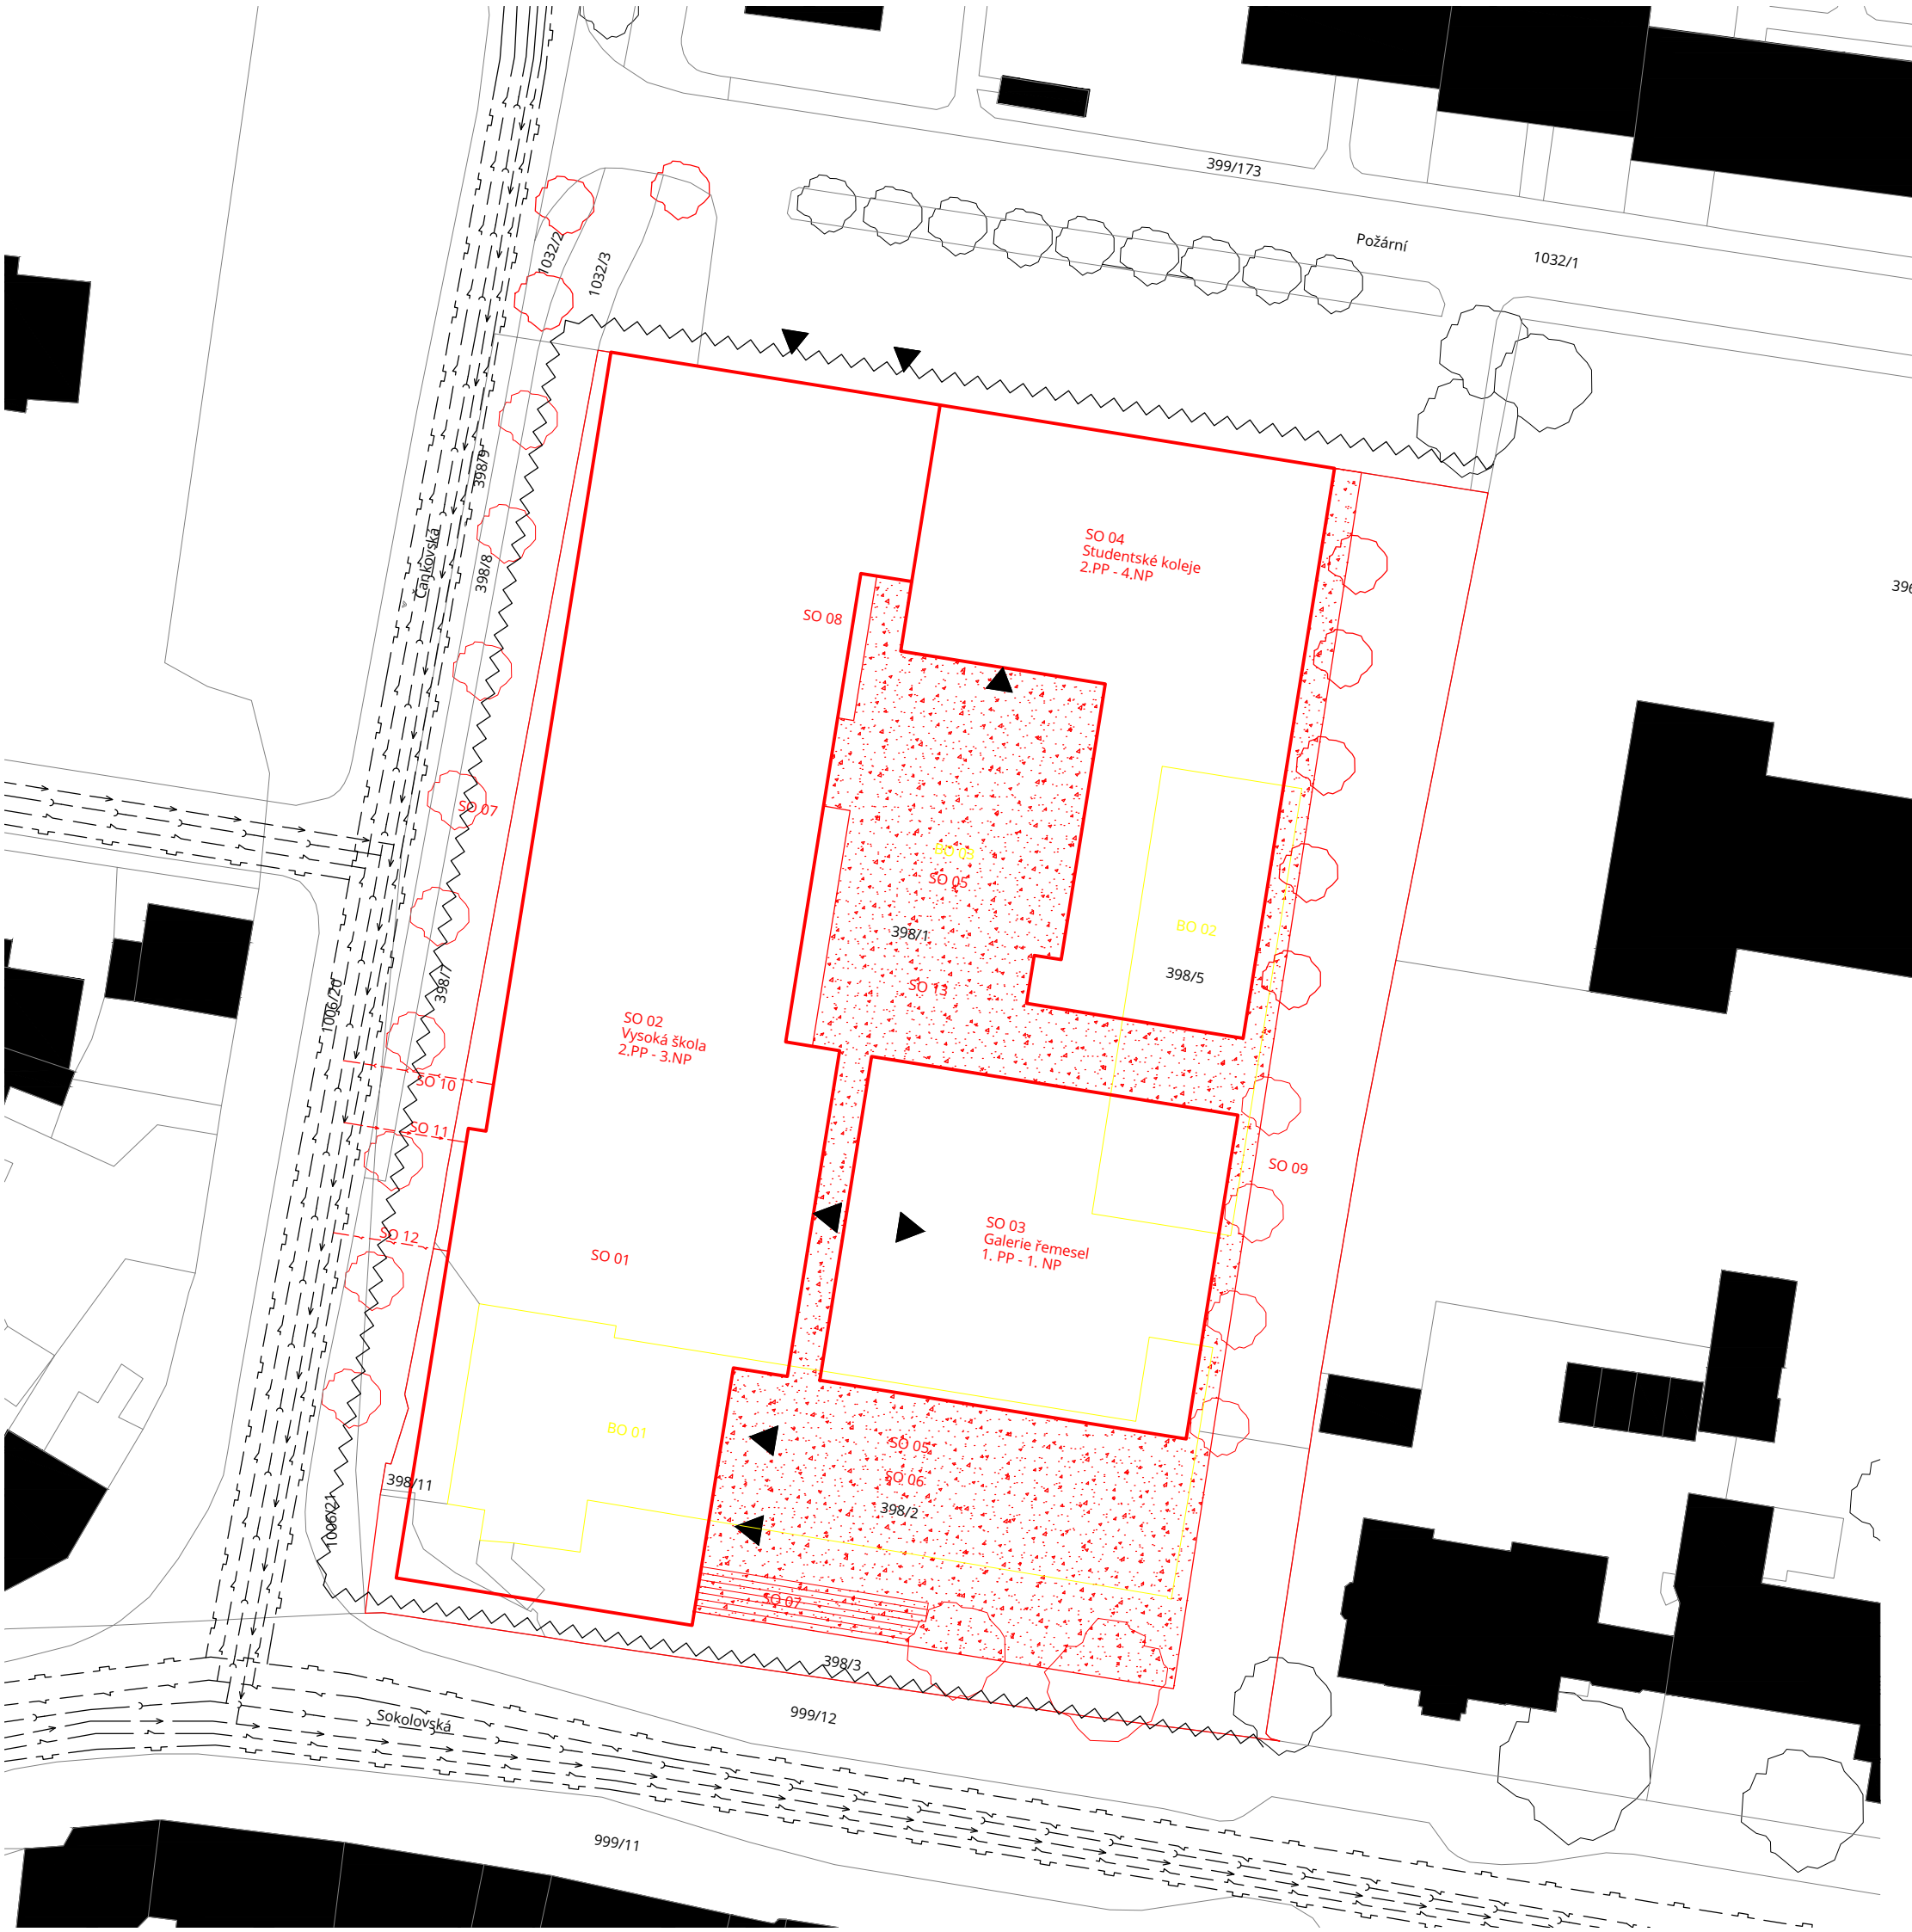 399/173
Požární
1032/1
1032/2
1032/3
398/9
SO 04
Studentské koleje
2.PP - 4.NP
Čankovská
398/8
SO 08
SO 07
BO 03
SO 05
BO 02
398/1
398/5
398/7
SO 13
1006/20
SO 02
Vysoká škola
2.PP - 3.NP
SO 10
SO 11
SO 09
SO 12
SO 01
SO 03
Galerie řemesel
1. PP - 1. NP
BO 01
SO 05
SO 06
398/11
398/2
1006/21
SO 07
398/3
999/12
Sokolovská
999/11